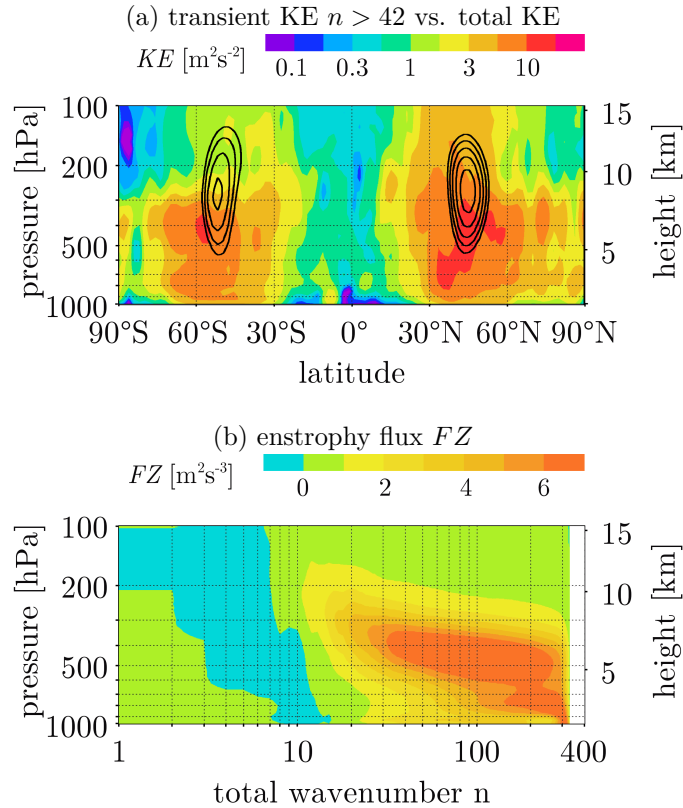 (a) transient KE n > 42 vs. total KE
KE [m²s⁻²]
0.1 0.3 1 3 10
100
200
500
1000
pressure [hPa]
15
10
5
height [km]
90°S 60°S 30°S 0° 30°N 60°N 90°N
latitude
(b) enstrophy flux FZ
FZ [m²s⁻³]
0 2 4 6
100
200
500
1000
pressure [hPa]
15
10
5
height [km]
1 10 100 400
total wavenumber n